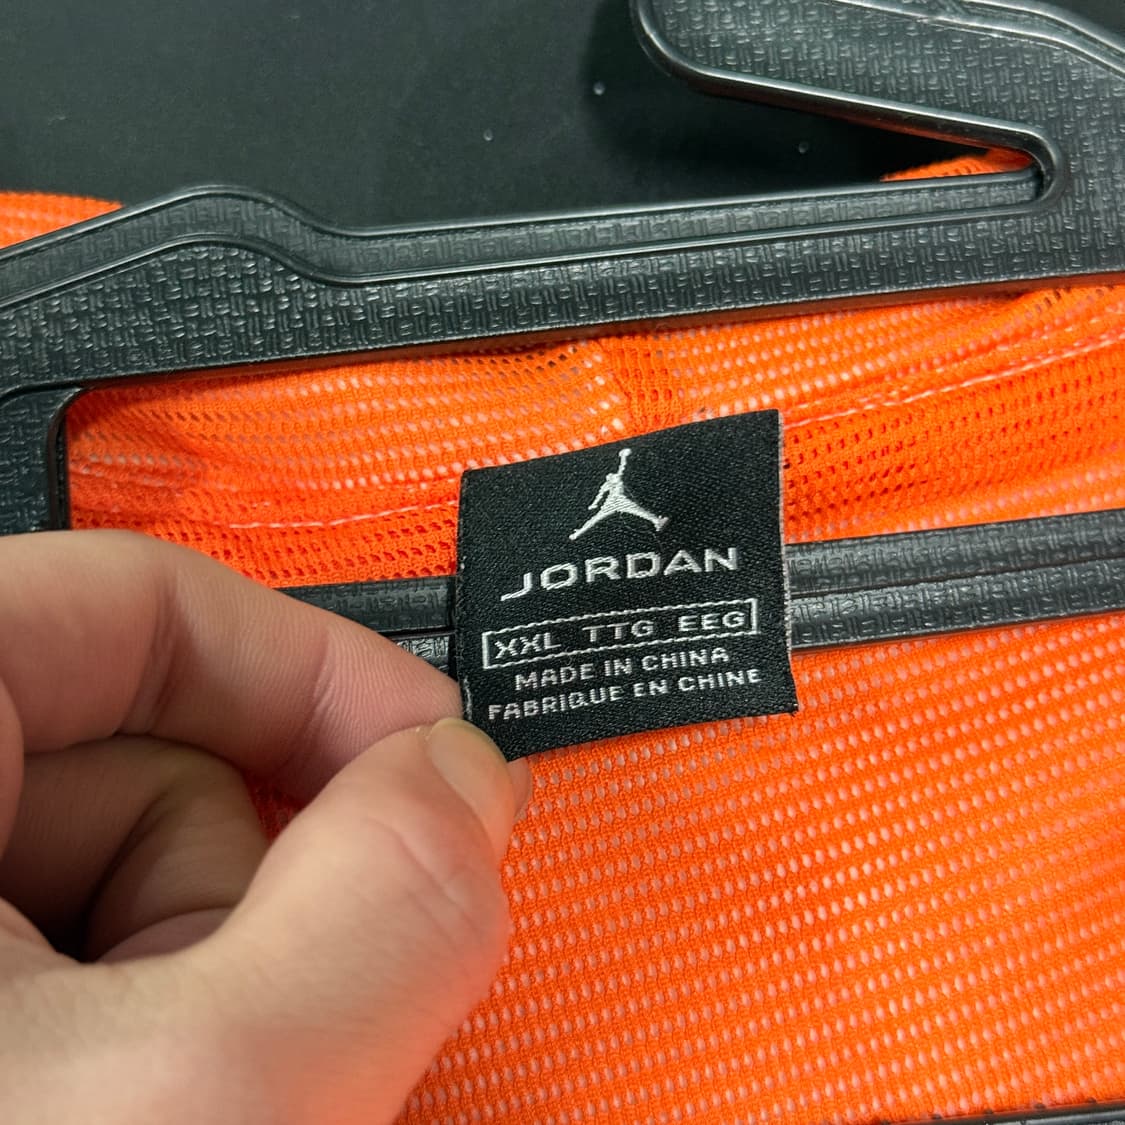 JORDAN
XXL TTG EEG
MADE IN CHINA
FABRIQUE EN CHINE